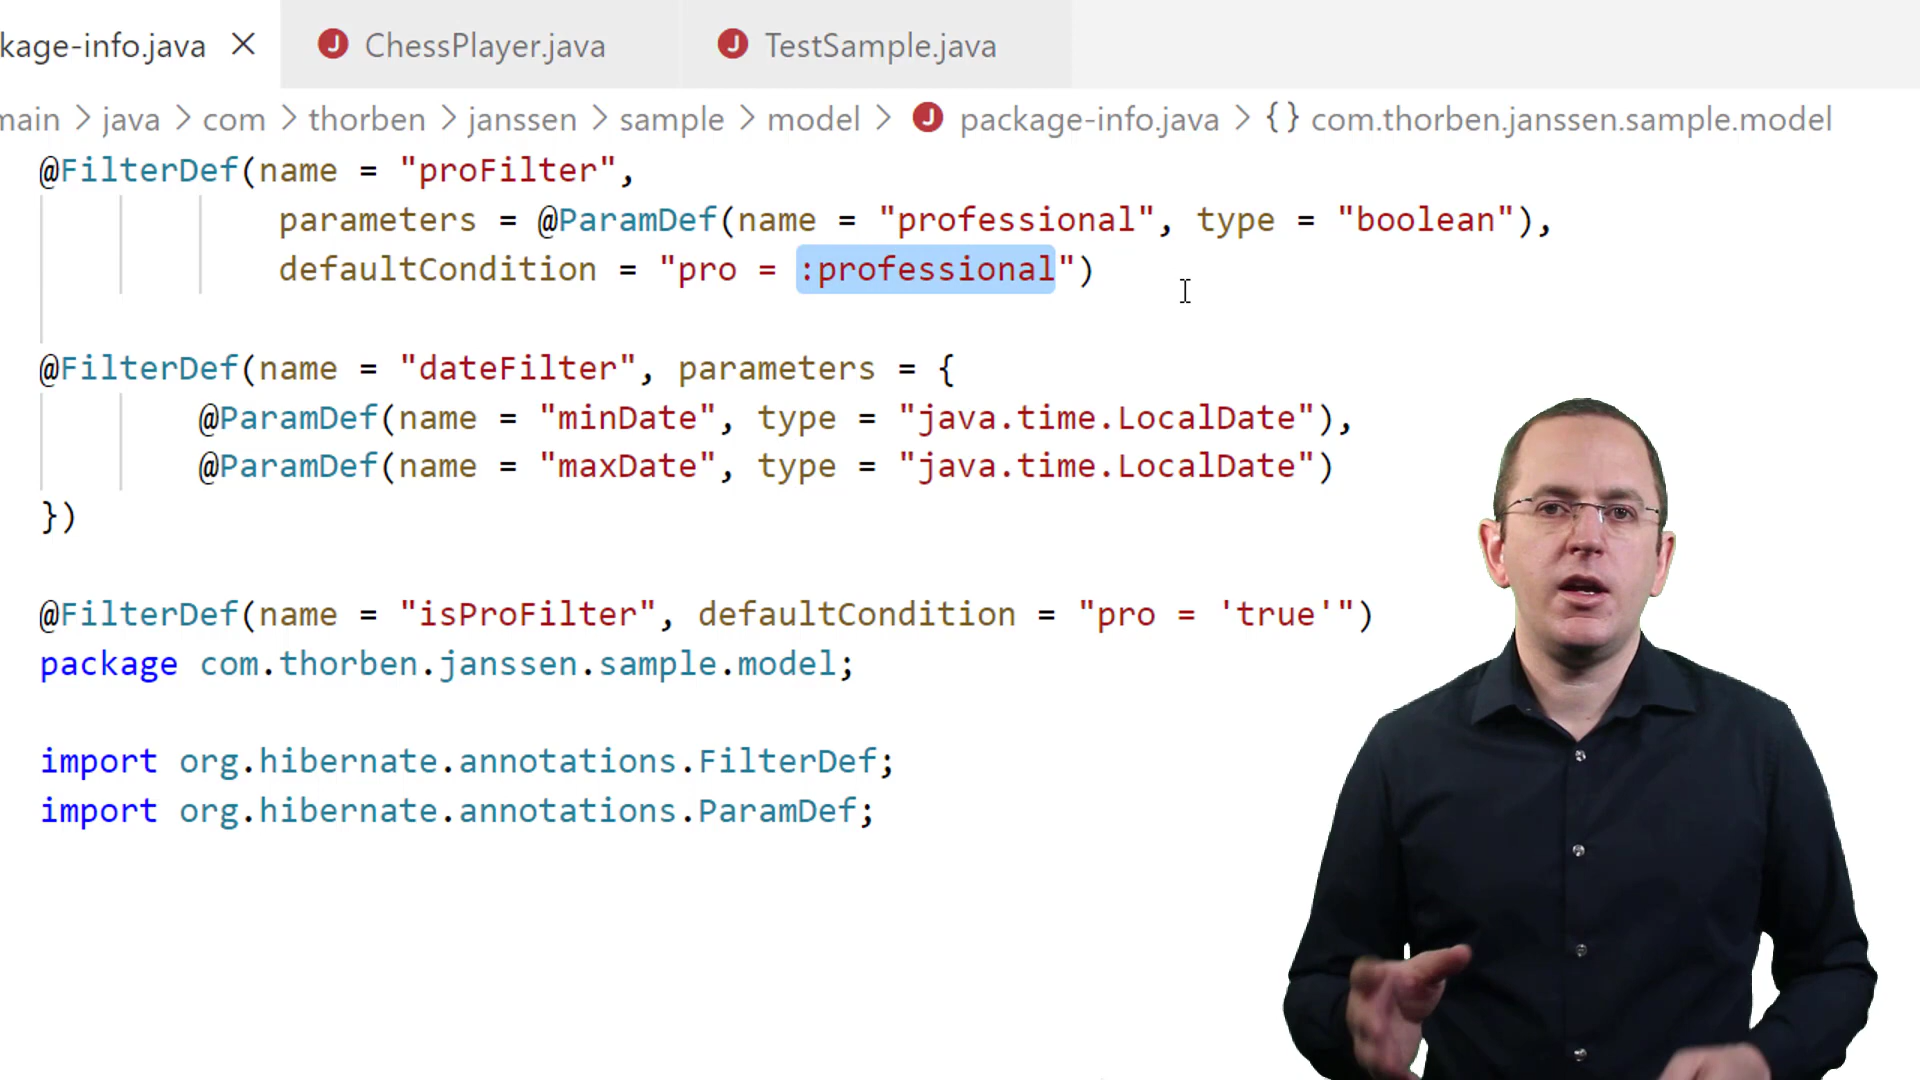 kage-info.java ChessPlayer.java TestSample.java
main > java > com > thorben > janssen > sample > model > package-info.java > {} com.thorben.janssen.sample.model
@FilterDef(name = "proFilter",
parameters = @ParamDef(name = "professional", type = "boolean"),
defaultCondition = "pro = :professional")
@FilterDef(name = "dateFilter", parameters = {
@ParamDef(name = "minDate", type = "java.time.LocalDate"),
@ParamDef(name = "maxDate", type = "java.time.LocalDate")
})
@FilterDef(name = "isProFilter", defaultCondition = "pro = 'true'")
package com.thorben.janssen.sample.model;
import org.hibernate.annotations.FilterDef;
import org.hibernate.annotations.ParamDef;